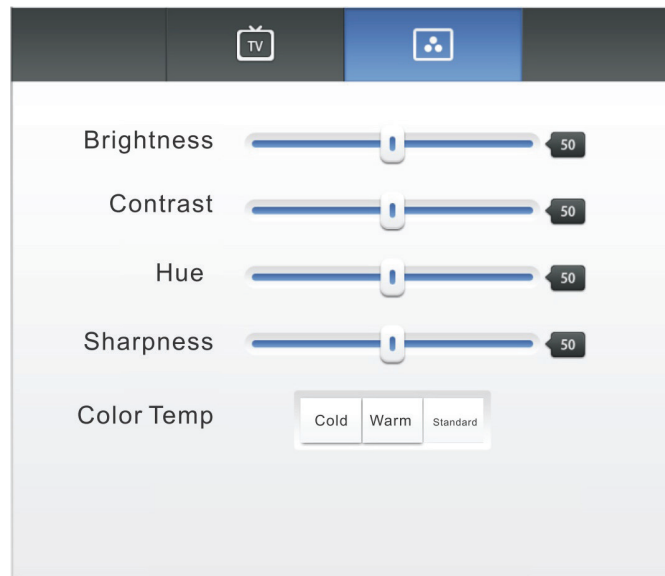 TV
Brightness 50
Contrast 50
Hue 50
Sharpness 50
Color Temp Cold Warm Standard